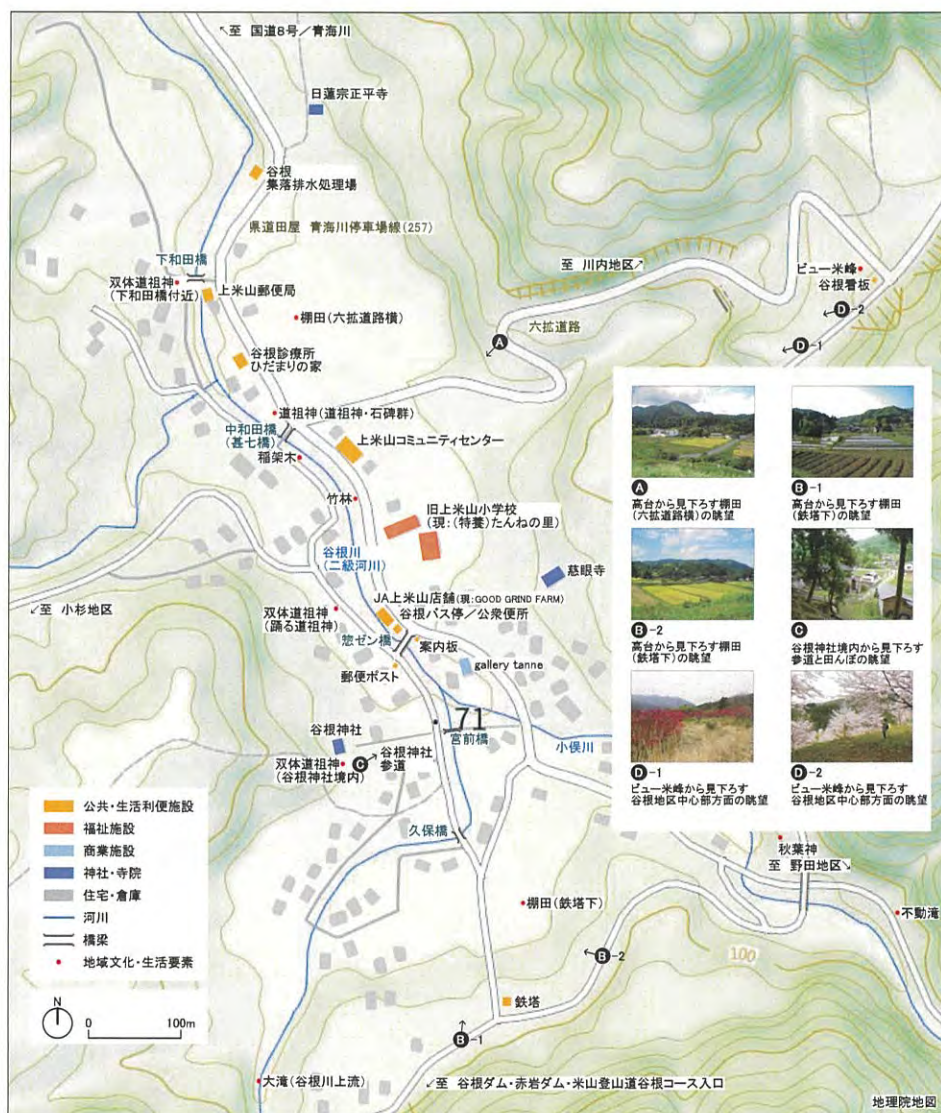 ↖至 国道8号／青海川
日蓮宗正平寺
谷根
集落排水処理場
県道田屋 青海川停車場線(257)
下和田橋
双体道祖神
(下和田橋付近)
上米山郵便局
棚田(六拡道路横)
谷根診療所
ひだまりの家
至 川内地区↗
ビュー米峰
谷根看板
D-2
D-1
六拡道路
A
道祖神(道祖神・石碑群)
中和田橋
(甚七橋)
上米山コミュニティセンター
稲架木
竹林
旧上米山小学校
(現：(特養)たんねの里)
谷根川
(二級河川)
慈眼寺
↙至 小杉地区
双体道祖神
(踊る道祖神)
JA上米山店舗(現:GOOD GRIND FARM)
谷根バス停／公衆便所
惣ゼン橋
案内板
郵便ポスト
gallery tanne
71
宮前橋
小俣川
谷根神社
双体道祖神
(谷根神社境内)
C
谷根神社
参道
久保橋
A
高台から見下ろす棚田
(六拡道路横)の眺望
B-1
高台から見下ろす棚田
(鉄塔下)の眺望
B-2
高台から見下ろす棚田
(鉄塔下)の眺望
C
谷根神社境内から見下ろす
参道と田んぼの眺望
D-1
ビュー米峰から見下ろす
谷根地区中心部方面の眺望
D-2
ビュー米峰から見下ろす
谷根地区中心部方面の眺望
秋葉神
至 野田地区↘
不動滝
棚田(鉄塔下)
B-2
100
鉄塔
B-1
大滝(谷根川上流)
↙至 谷根ダム・赤岩ダム・米山登山道谷根コース入口
公共・生活利便施設
福祉施設
商業施設
神社・寺院
住宅・倉庫
河川
橋梁
地域文化・生活要素
N
0 100m
地理院地図